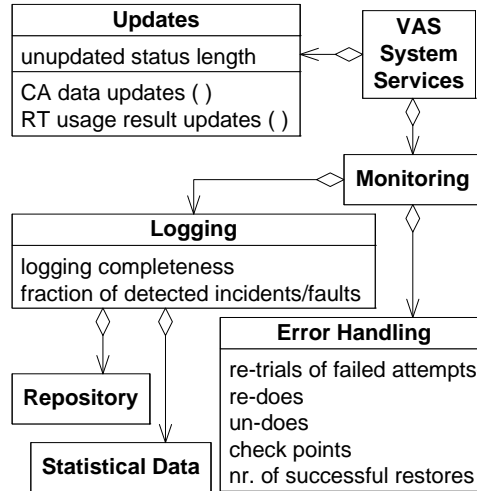 Updates
unupdated status length
CA data updates ( )
RT usage result updates ( )
VAS
System
Services
Monitoring
Logging
logging completeness
fraction of detected incidents/faults
Error Handling
re-trials of failed attempts
re-does
un-does
check points
nr. of successful restores
Repository
Statistical Data